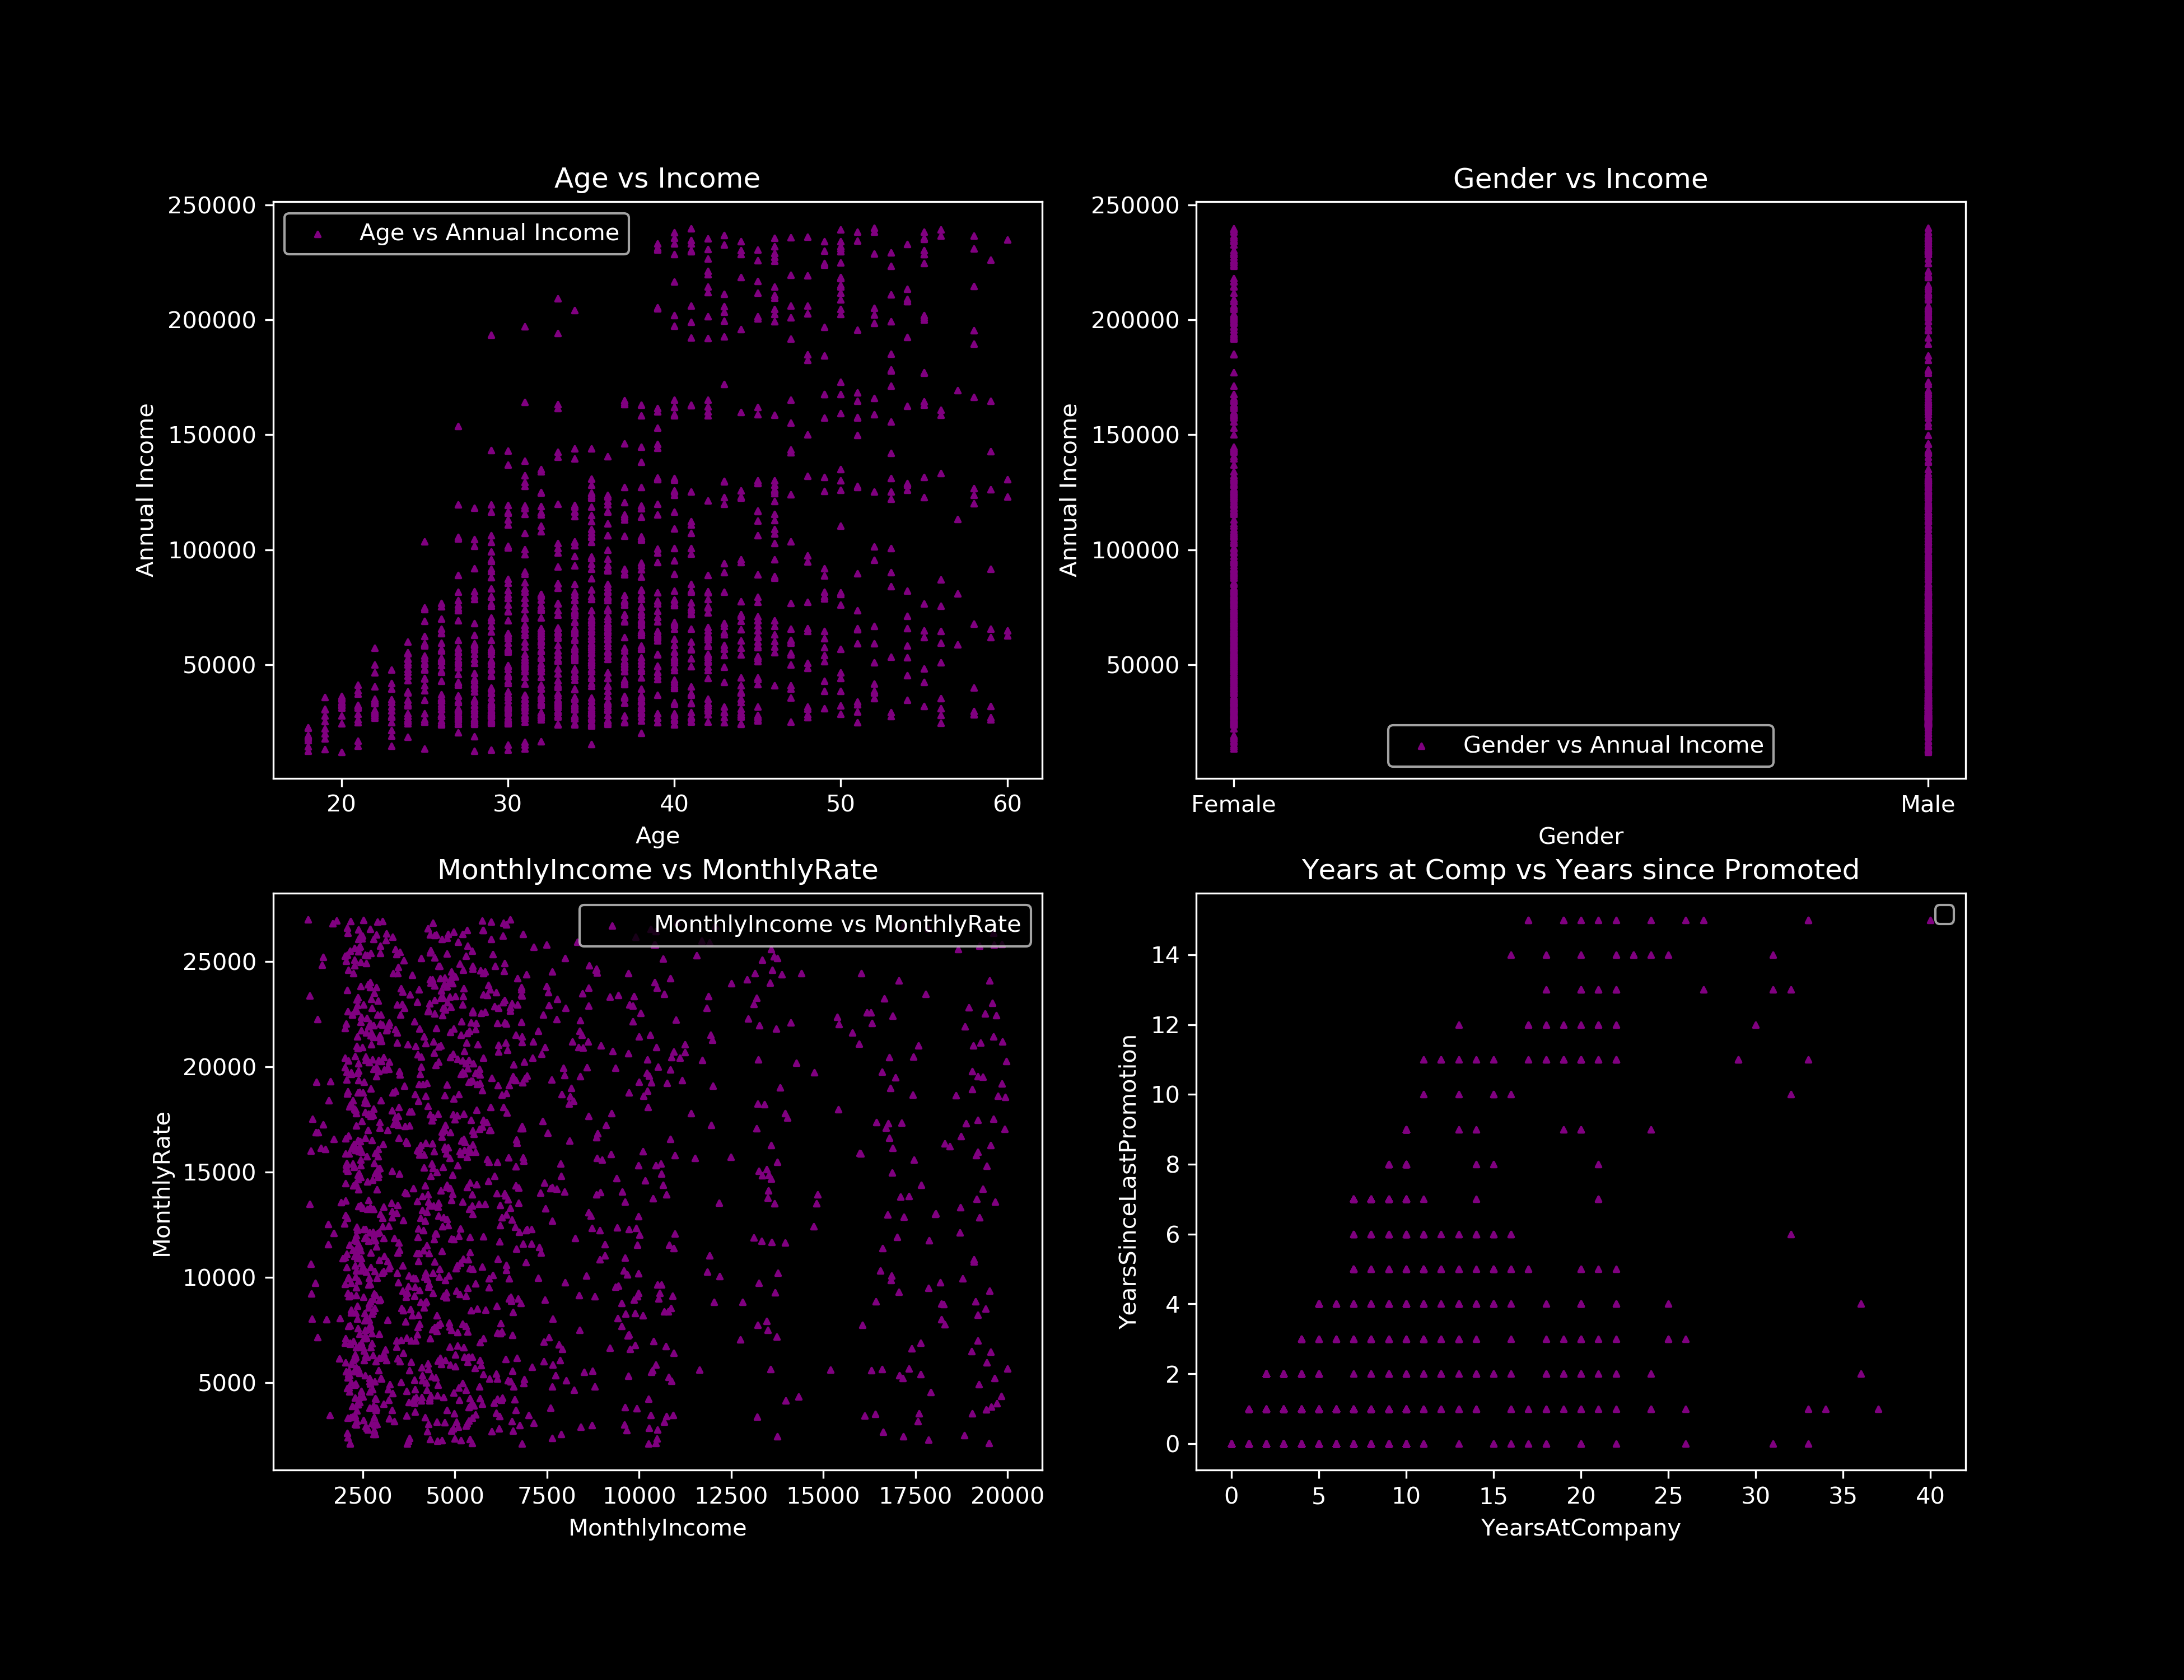 Age vs Income
250000
200000
150000
100000
50000
Annual Income
Age vs Annual Income
20 30 40 50 60
Age
Gender vs Income
250000
200000
150000
100000
50000
Annual Income
Gender vs Annual Income
Female Male
Gender
MonthlyIncome vs MonthlyRate
25000
20000
15000
10000
5000
MonthlyRate
MonthlyIncome vs MonthlyRate
2500 5000 7500 10000 12500 15000 17500 20000
MonthlyIncome
Years at Comp vs Years since Promoted
14
12
10
8
6
4
2
0
YearsSinceLastPromotion
0 5 10 15 20 25 30 35 40
YearsAtCompany